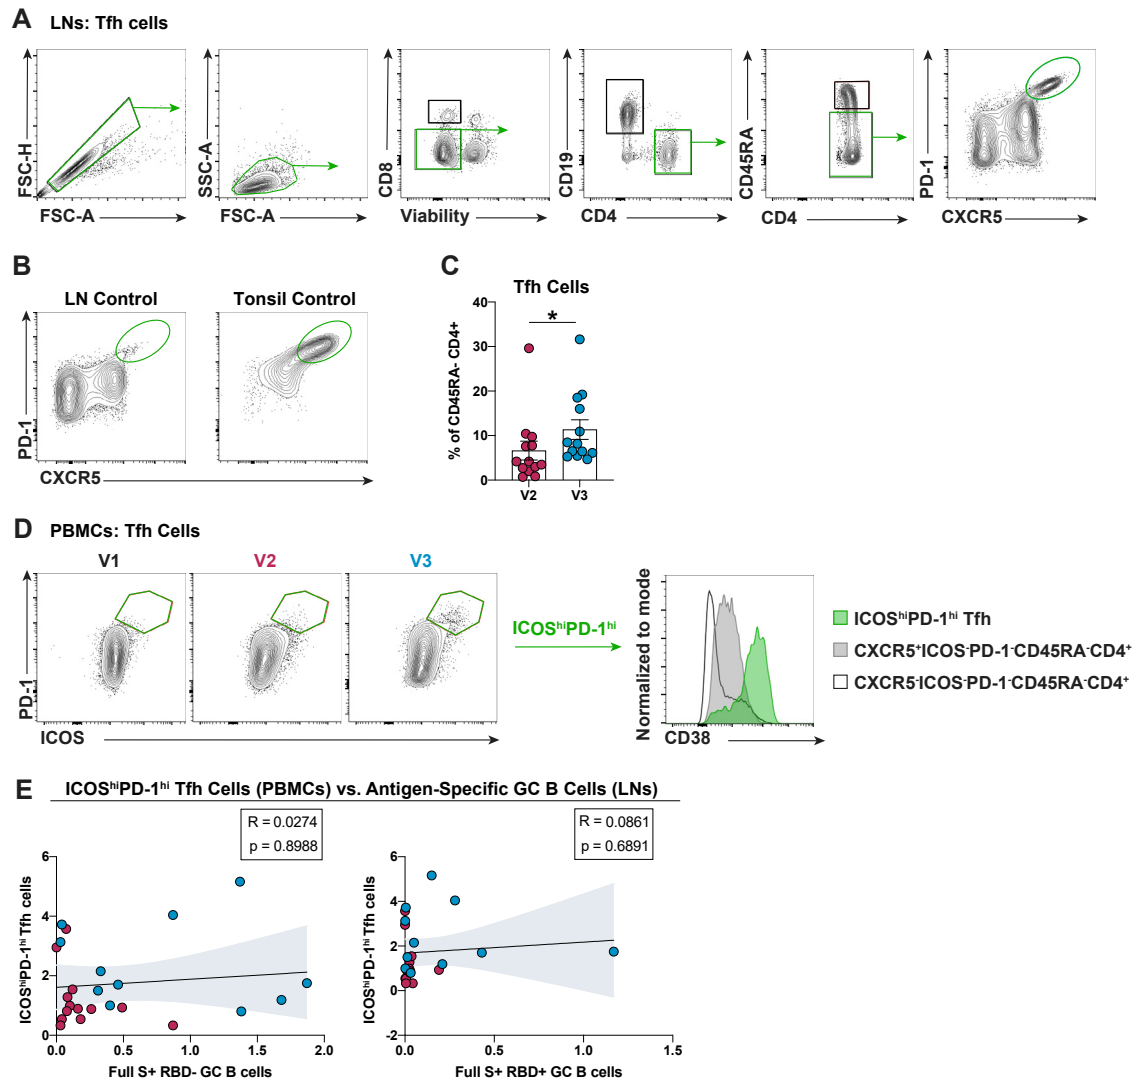 A LNs: Tfh cells
FSC-H
FSC-A
SSC-A
FSC-A
CD8
Viability
CD19
CD4
CD45RA
CD4
PD-1
CXCR5
B
LN Control
Tonsil Control
PD-1
CXCR5
C
Tfh Cells
% of CD45RA- CD4+
40
30
20
10
0
*
V2
V3
D PBMCs: Tfh Cells
V1
V2
V3
PD-1
ICOS
ICOShiPD-1hi
Normalized to mode
CD38
ICOShiPD-1hi Tfh
CXCR5+ICOS-PD-1-CD45RA-CD4+
CXCR5-ICOS-PD-1-CD45RA-CD4+
E ICOShiPD-1hi Tfh Cells (PBMCs) vs. Antigen-Specific GC B Cells (LNs)
R = 0.0274
p = 0.8988
ICOShiPD-1hi Tfh cells
6
4
2
0
0.0
0.5
1.0
1.5
2.0
Full S+ RBD- GC B cells
R = 0.0861
p = 0.6891
ICOShiPD-1hi Tfh cells
6
4
2
0
-2
0.0
0.5
1.0
1.5
Full S+ RBD+ GC B cells